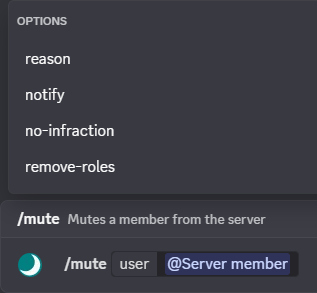 OPTIONS
reason
notify
no-infraction
remove-roles
/mute Mutes a member from the server
/mute user @Server member